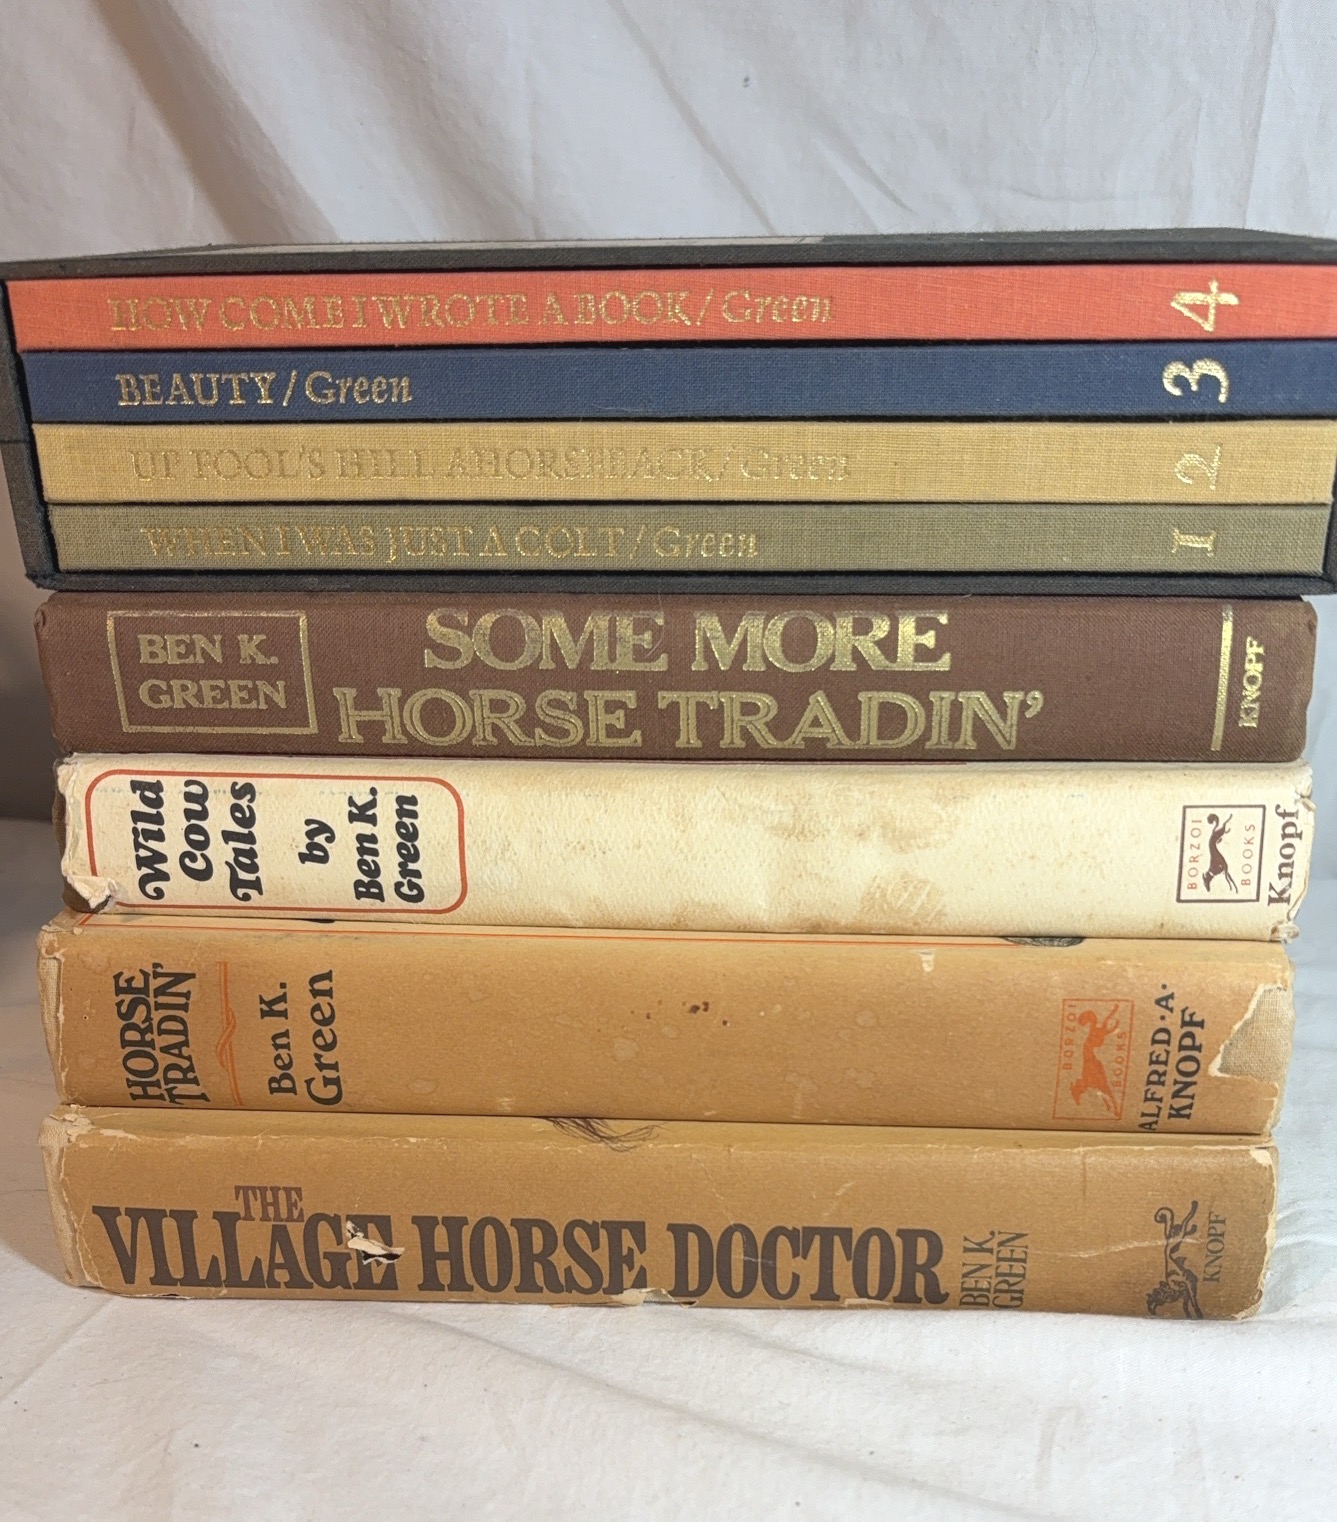 HOW COME I WROTE A BOOK / Green 4
BEAUTY / Green 3
UP FOOL'S HILL AHORSEBACK / Green 2
WHEN I WAS JUST A COLT / Green 1
BEN K.
GREEN
SOME MORE
HORSE TRADIN'
KNOPF
Wild
Cow
Tales
by
Ben K.
Green
BORZOI
BOOKS
Knopf
HORSE
TRADIN'
Ben K.
Green
BORZOI
BOOKS
ALFRED·A·
KNOPF
THE
VILLAGE HORSE DOCTOR
BEN K.
GREEN
KNOPF